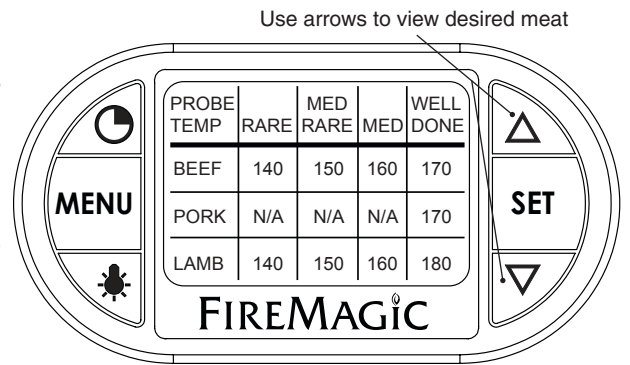 Use arrows to view desired meat
PROBE TEMP RARE MED RARE MED WELL DONE
BEEF 140 150 160 170
PORK N/A N/A N/A 170
LAMB 140 150 160 180
MENU
SET
FIREMAGIC